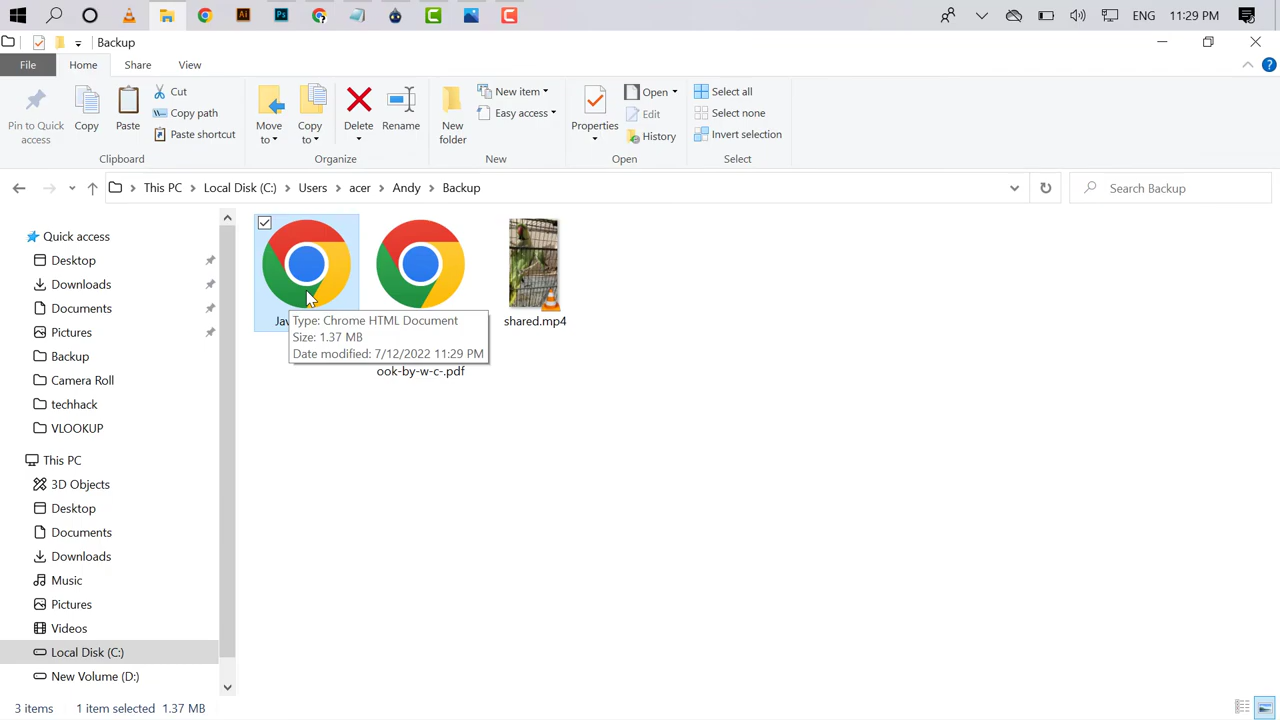 ENG
11:29 PM
Backup
File
Home
Share
View
Pin to Quick
access
Copy
Paste
Cut
Copy path
Paste shortcut
Clipboard
Move
to
Copy
to
Delete
Rename
Organize
New
folder
New item
Easy access
New
Properties
Open
Edit
History
Open
Select all
Select none
Invert selection
Select
This PC
Local Disk (C:)
Users
acer
Andy
Backup
Search Backup
Quick access
Desktop
Downloads
Documents
Pictures
Backup
Camera Roll
techhack
VLOOKUP
This PC
3D Objects
Desktop
Documents
Downloads
Music
Pictures
Videos
Local Disk (C:)
New Volume (D:)
Type: Chrome HTML Document
Size: 1.37 MB
Date modified: 7/12/2022 11:29 PM
ook-by-w-c-.pdf
shared.mp4
3 items
1 item selected 1.37 MB